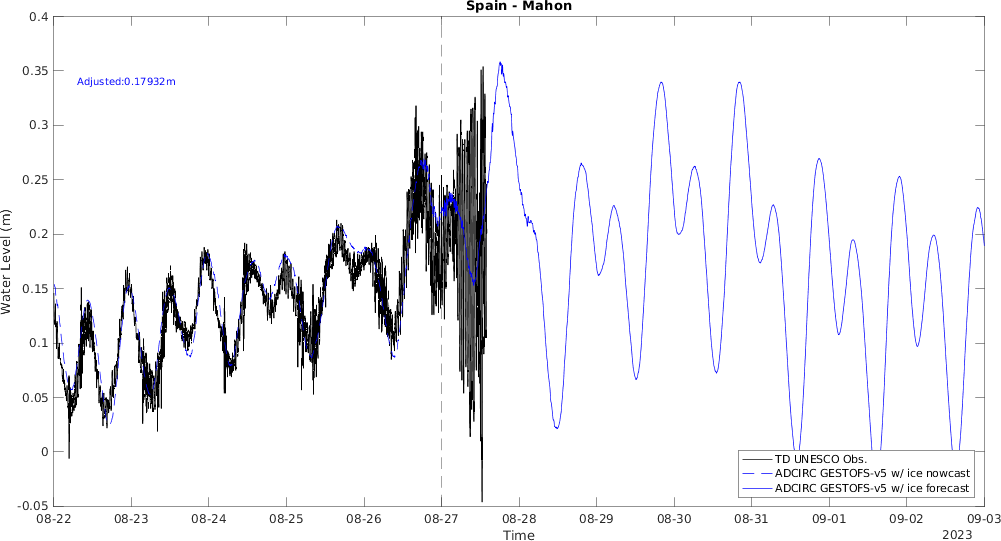 Spain - Mahon
0.4
0.35
0.3
0.25
0.2
0.15
0.1
0.05
0
-0.05
Water Level (m)
Adjusted:0.17932m
TD UNESCO Obs.
ADCIRC GESTOFS-v5 w/ ice nowcast
ADCIRC GESTOFS-v5 w/ ice forecast
08-22 08-23 08-24 08-25 08-26 08-27 08-28 08-29 08-30 08-31 09-01 09-02 09-03
Time
2023